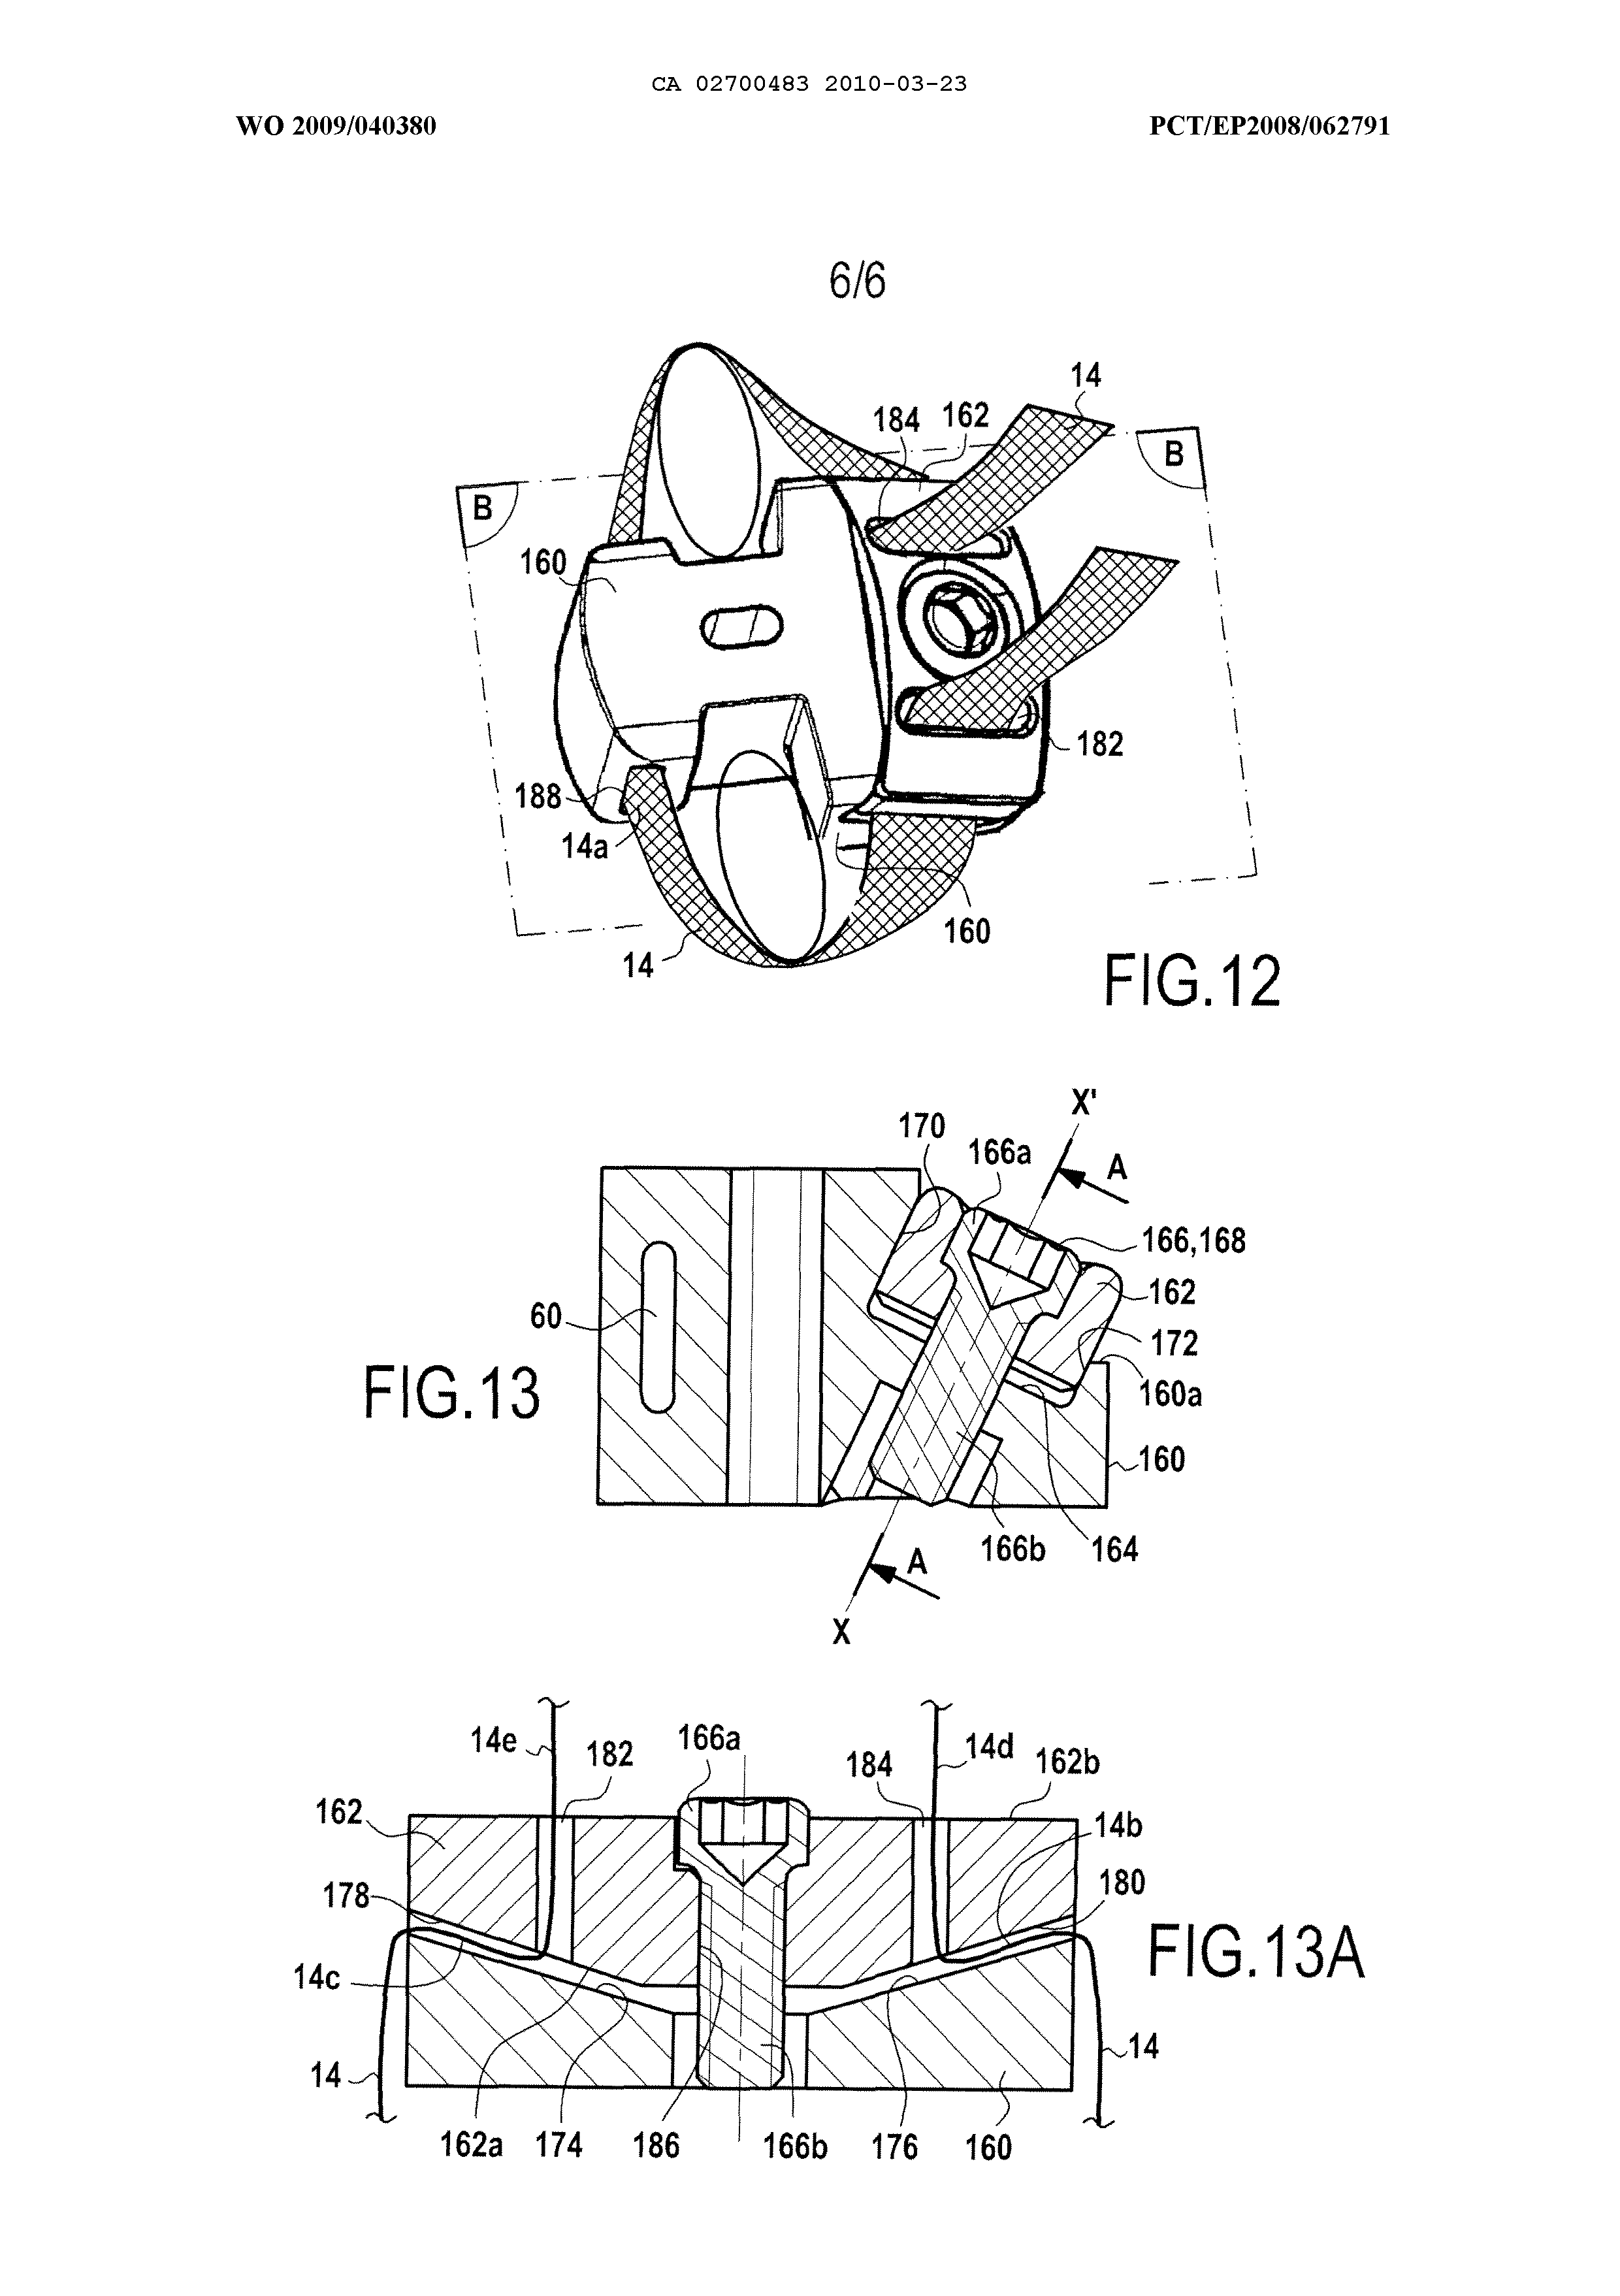 CA 02700483 2010-03-23
WO 2009/040380 PCT/EP2008/062791
6/6
14
184 162
B B
160
182
188
14a
160
14
FIG.12
X'
170
166a A
166,168
162
60
172
160a
FIG.13
160
166b 164
A
X
14e 182 166a 184 14d 162b
162
14b
178 180
FIG.13A
14c
14 14
162a 174 186 166b 176 160